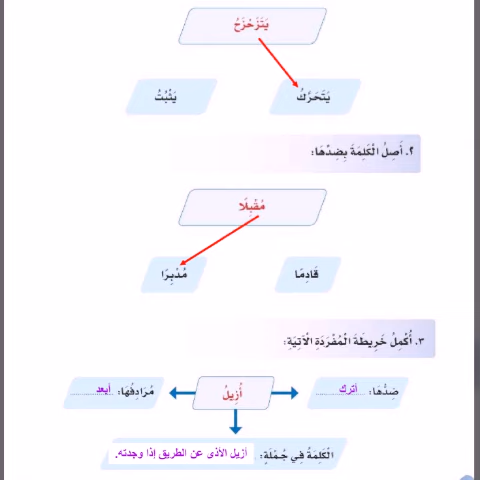 يَتَزَحْزَحُ
يَتَحَرَّكُ
يَثْبُتُ
٢. أَصِلُ الْكَلِمَةَ بِضِدِّهَا:
مُقْبِلًا
قَادِمًا
مُدْبِرًا
٣. أُكْمِلُ خَرِيطَةَ الْمُفْرَدَةِ الْآتِيَةِ:
ضِدُّهَا: أترك
أُزِيلُ
مُرَادِفُهَا: أبعد
الْكَلِمَةُ فِي جُمْلَةٍ: أزيل الأذى عن الطريق إذا وجدته.